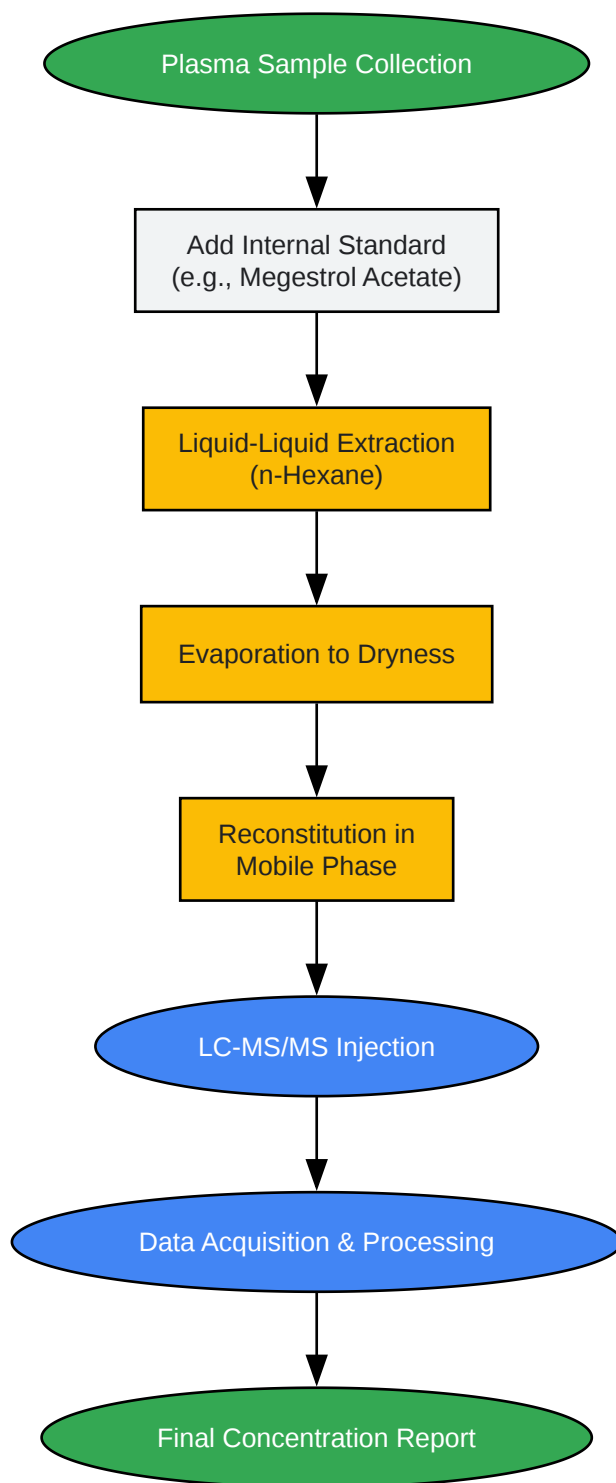 Plasma Sample Collection
Add Internal Standard
(e.g., Megestrol Acetate)
Liquid-Liquid Extraction
(n-Hexane)
Evaporation to Dryness
Reconstitution in
Mobile Phase
LC-MS/MS Injection
Data Acquisition & Processing
Final Concentration Report